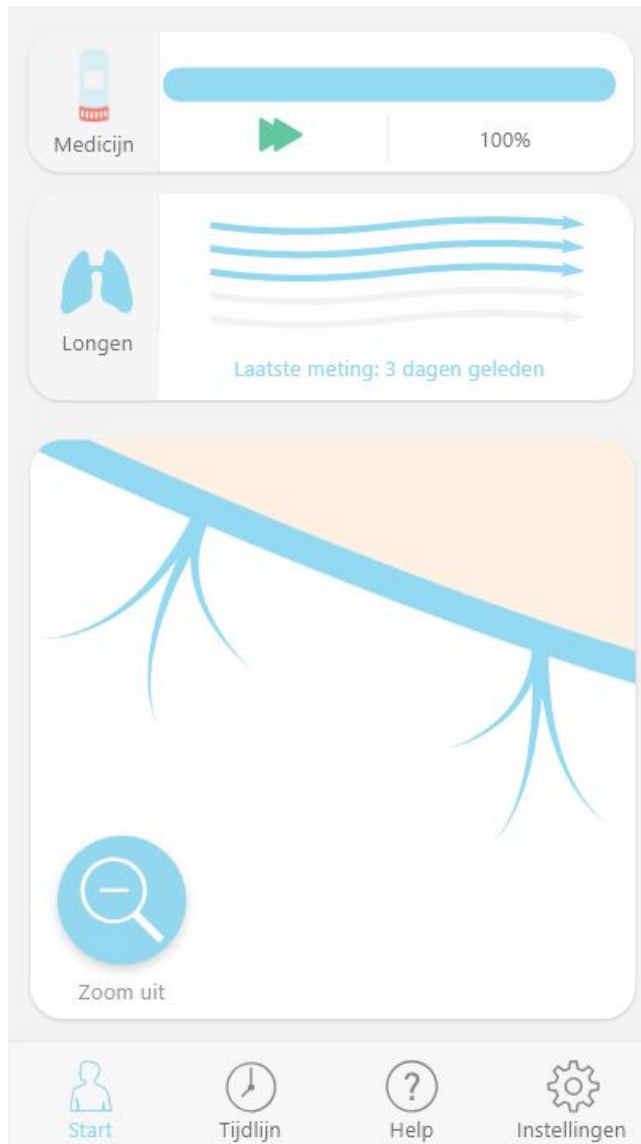 Medicijn
100%
Longen
Laatste meting: 3 dagen geleden
Zoom uit
Start
Tijdlijn
Help
Instellingen